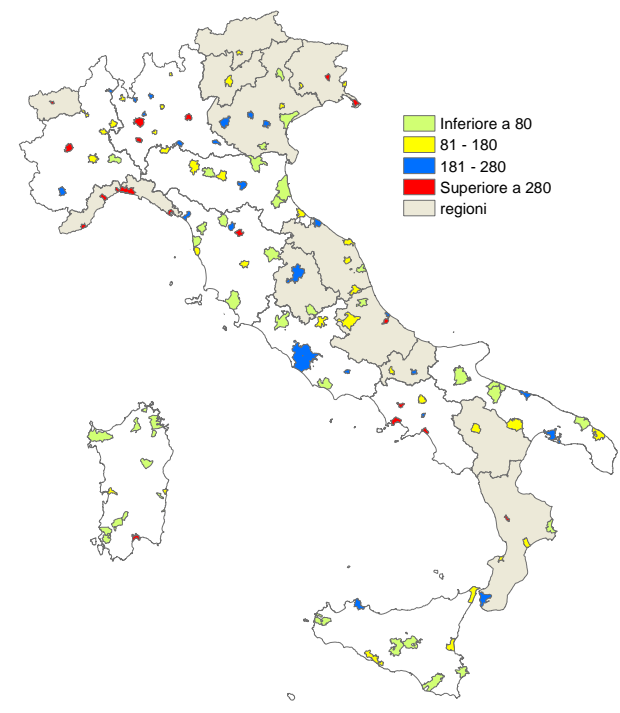 Inferiore a 80
81 - 180
181 - 280
Superiore a 280
regioni